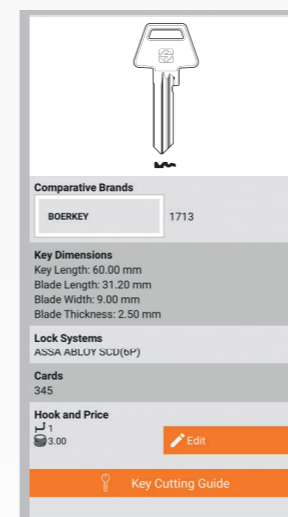 Comparative Brands
BOERKEY 1713
Key Dimensions
Key Length: 60.00 mm
Blade Length: 31.20 mm
Blade Width: 9.00 mm
Blade Thickness: 2.50 mm
Lock Systems
ASSA ABLOY SCD(6P)
Cards
345
Hook and Price
1
3.00
Edit
Key Cutting Guide